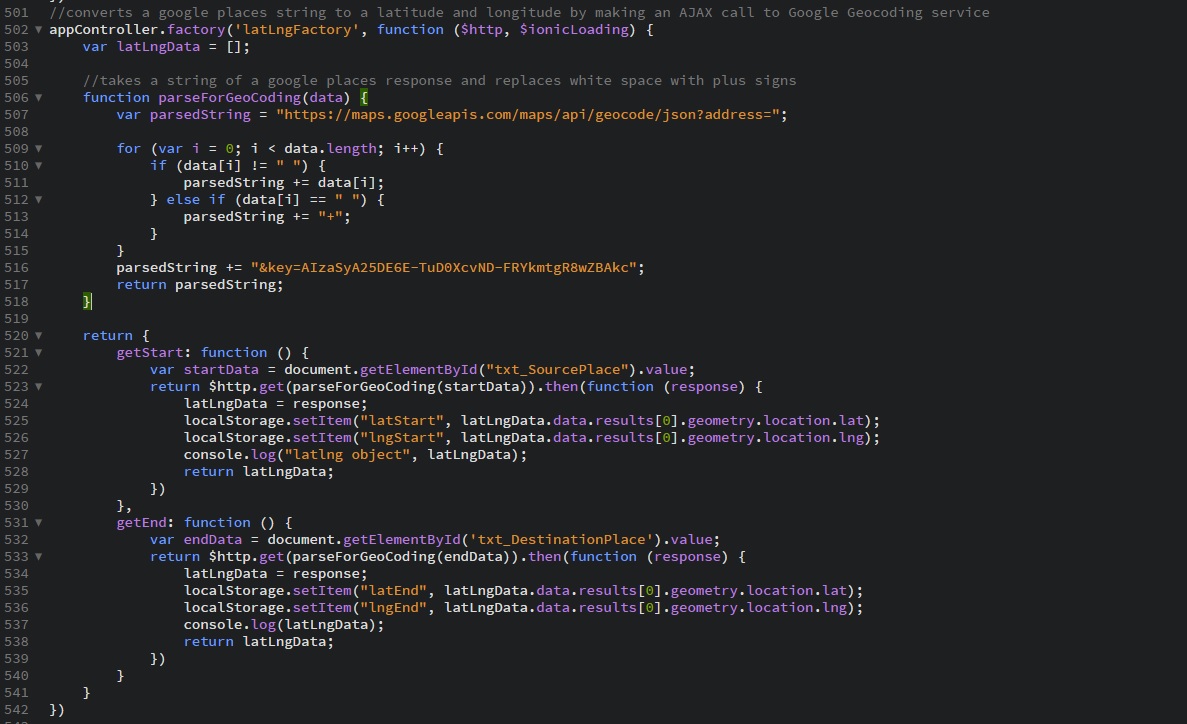 501 //converts a google places string to a latitude and longitude by making an AJAX call to Google Geocoding service
502 appController.factory('latLngFactory', function ($http, $ionicLoading) {
503     var latLngData = [];
504
505     //takes a string of a google places response and replaces white space with plus signs
506     function parseForGeoCoding(data) {
507         var parsedString = "https://maps.googleapis.com/maps/api/geocode/json?address=";
508
509         for (var i = 0; i < data.length; i++) {
510             if (data[i] != " ") {
511                 parsedString += data[i];
512             } else if (data[i] == " ") {
513                 parsedString += "+";
514             }
515         }
516         parsedString += "&key=AIzaSyA25DE6E-TuD0XcvND-FRYkmtgR8wZBAkc";
517         return parsedString;
518     }
519
520     return {
521         getStart: function () {
522             var startData = document.getElementById("txt_SourcePlace").value;
523             return $http.get(parseForGeoCoding(startData)).then(function (response) {
524                 latLngData = response;
525                 localStorage.setItem("latStart", latLngData.data.results[0].geometry.location.lat);
526                 localStorage.setItem("lngStart", latLngData.data.results[0].geometry.location.lng);
527                 console.log("latlng object", latLngData);
528                 return latLngData;
529             })
530         },
531         getEnd: function () {
532             var endData = document.getElementById('txt_DestinationPlace').value;
533             return $http.get(parseForGeoCoding(endData)).then(function (response) {
534                 latLngData = response;
535                 localStorage.setItem("latEnd", latLngData.data.results[0].geometry.location.lat);
536                 localStorage.setItem("lngEnd", latLngData.data.results[0].geometry.location.lng);
537                 console.log(latLngData);
538                 return latLngData;
539             })
540         }
541     }
542 })